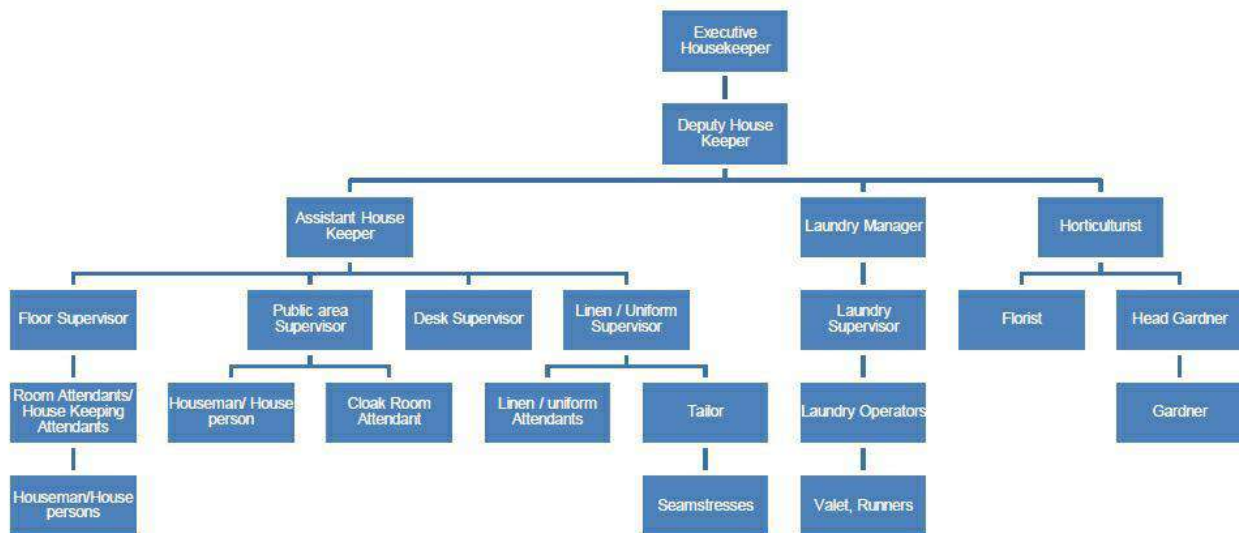 Executive
Housekeeper
Deputy House
Keeper
Assistant House
Keeper
Laundry Manager
Horticulturist
Floor Supervisor
Public area
Supervisor
Desk Supervisor
Linen / Uniform
Supervisor
Laundry
Supervisor
Florist
Head Gardner
Room Attendants/
House Keeping
Attendants
Houseman/ House
person
Cloak Room
Attendant
Linen / uniform
Attendants
Tailor
Laundry Operators
Gardner
Houseman/House
persons
Seamstresses
Valet, Runners